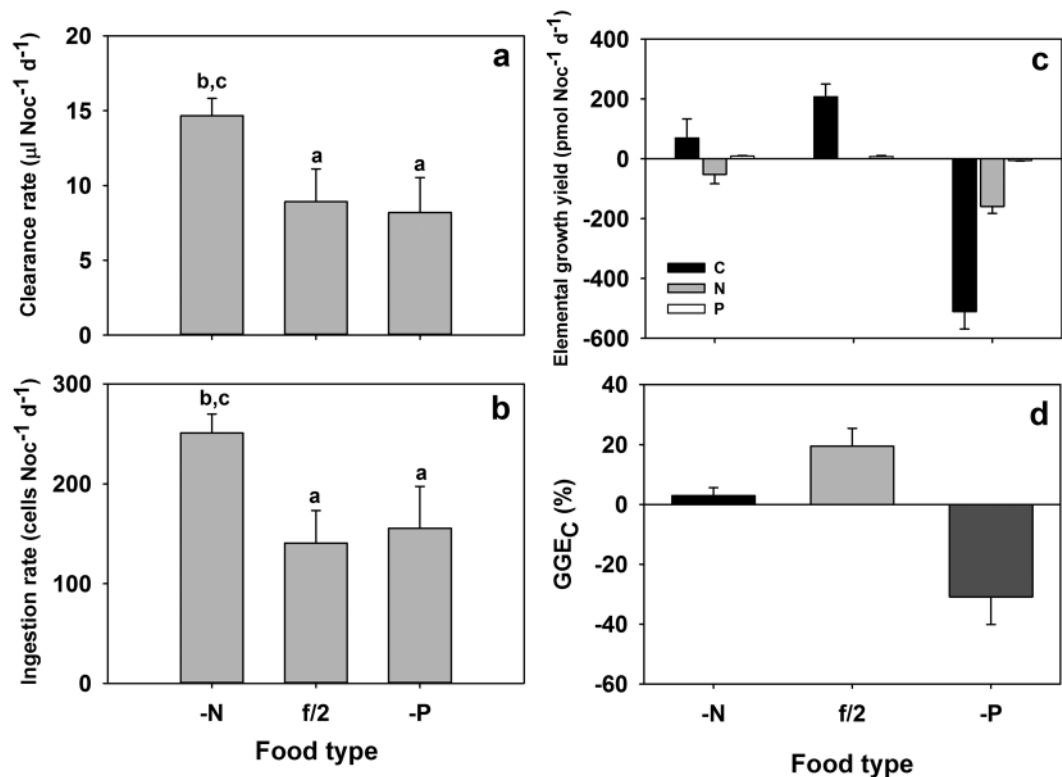 a
20
15
10
5
0
b,c
a
a
Clearance rate (µl Noc⁻¹ d⁻¹)
b
300
200
100
0
b,c
a
a
Ingestion rate (cells Noc⁻¹ d⁻¹)
-N f/2 -P
Food type
c
400
200
0
-200
-400
-600
Elemental growth yield (pmol Noc⁻¹ d⁻¹)
C
N
P
d
40
20
0
-20
-40
-60
GGE_C (%)
-N f/2 -P
Food type